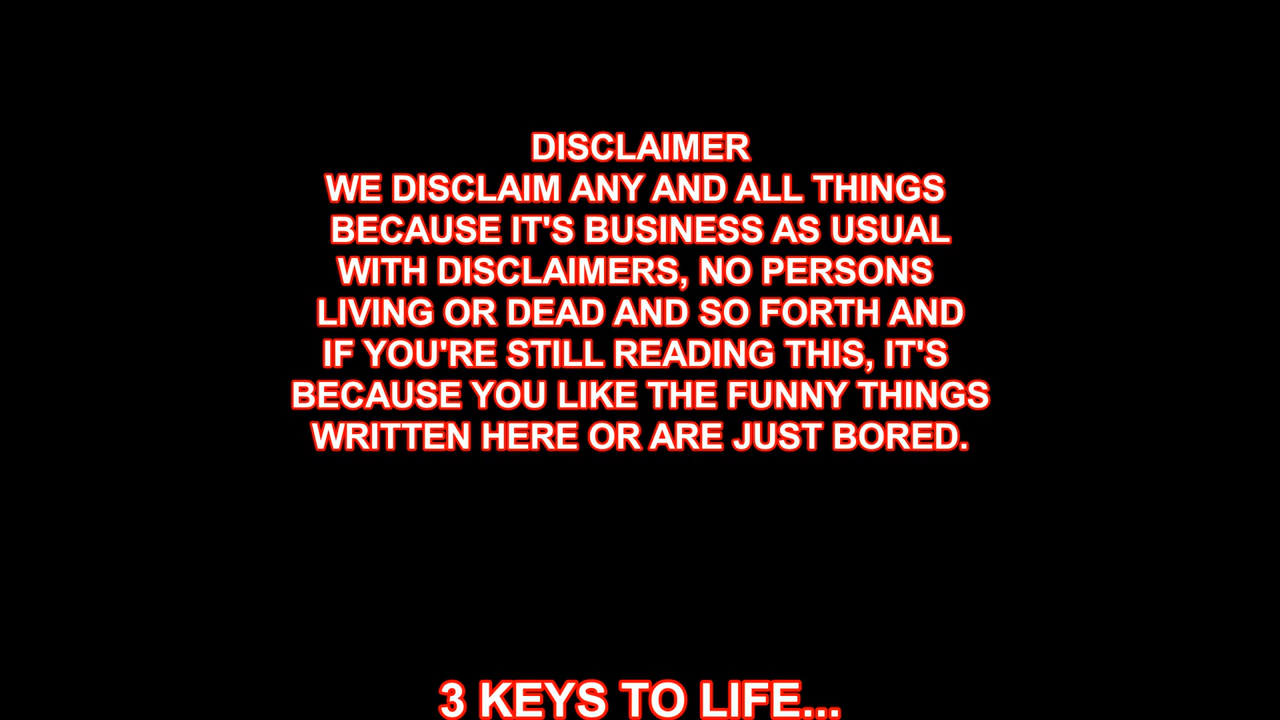 DISCLAIMER
WE DISCLAIM ANY AND ALL THINGS
BECAUSE IT'S BUSINESS AS USUAL
WITH DISCLAIMERS, NO PERSONS
LIVING OR DEAD AND SO FORTH AND
IF YOU'RE STILL READING THIS, IT'S
BECAUSE YOU LIKE THE FUNNY THINGS
WRITTEN HERE OR ARE JUST BORED.
3 KEYS TO LIFE...